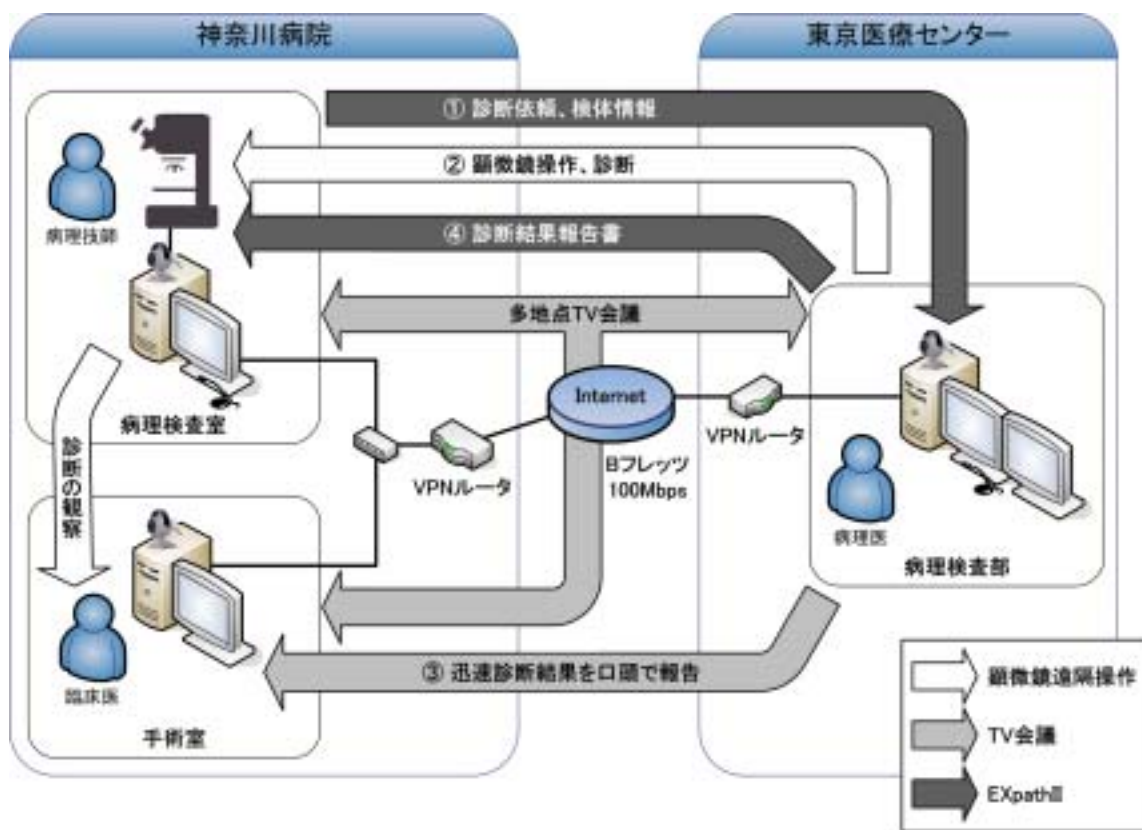 神奈川病院
東京医療センター
① 診断依頼、検体情報
② 顕微鏡操作、診断
病理技師
④ 診断結果報告書
多地点TV会議
Internet
VPNルータ
病理検査室
VPNルータ
Bフレッツ
100Mbps
診断の観察
病理医
病理検査部
③ 迅速診断結果を口頭で報告
臨床医
手術室
顕微鏡遠隔操作
TV会議
EXpathⅢ